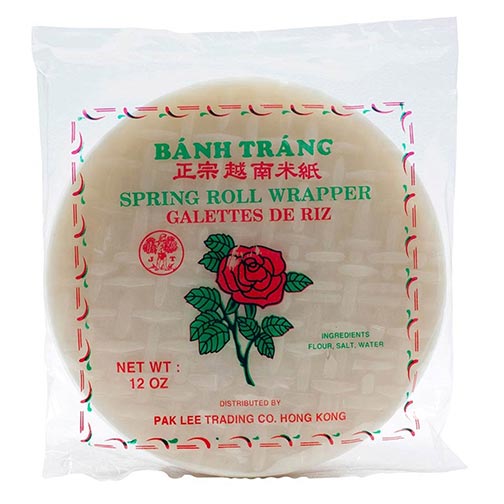 BÁNH TRÁNG
正宗越南米紙
SPRING ROLL WRAPPER
GALETTES DE RIZ
J T
INGREDIENTS
FLOUR, SALT, WATER
NET WT :
12 OZ
DISTRIBUTED BY
PAK LEE TRADING CO. HONG KONG